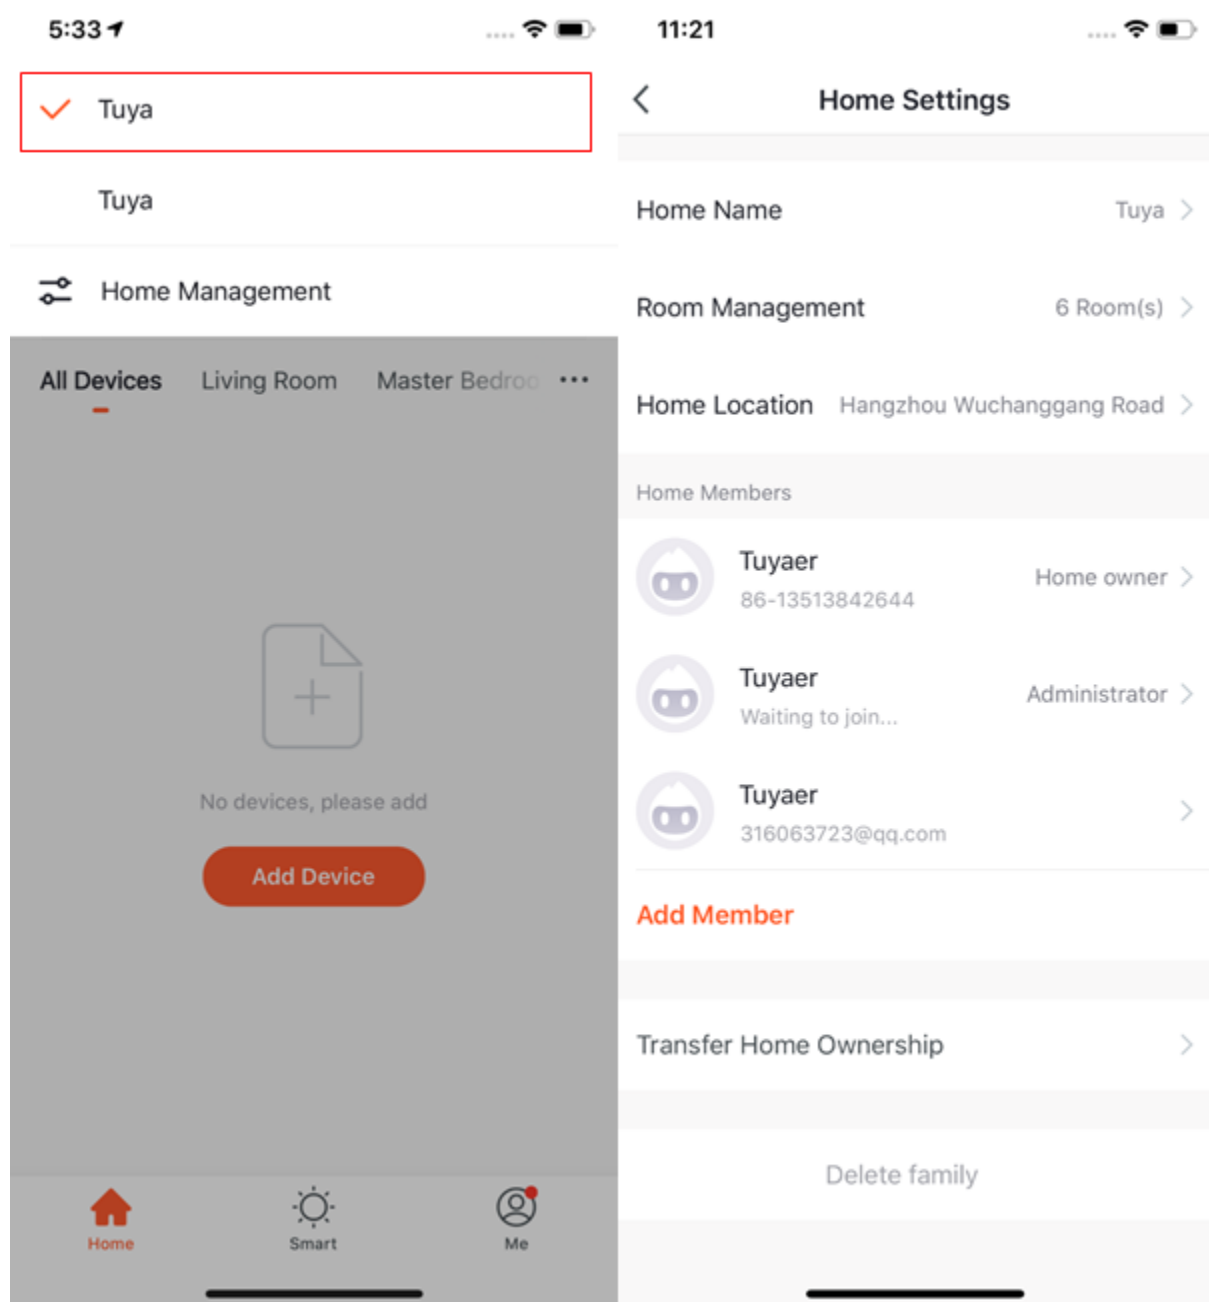 5:33
Tuya
Tuya
Home Management
All Devices Living Room Master Bedroo
No devices, please add
Add Device
Home Smart Me
11:21
Home Settings
Home Name Tuya
Room Management 6 Room(s)
Home Location Hangzhou Wuchanggang Road
Home Members
Tuyaer
86-13513842644
Home owner
Tuyaer
Waiting to join...
Administrator
Tuyaer
316063723@qq.com
Add Member
Transfer Home Ownership
Delete family